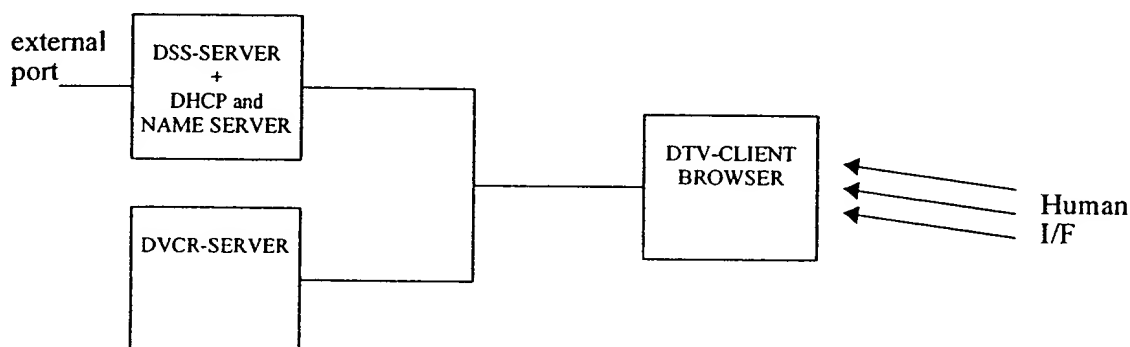 external
port
DSS-SERVER
+
DHCP and
NAME SERVER
DVCR-SERVER
DTV-CLIENT
BROWSER
Human
I/F